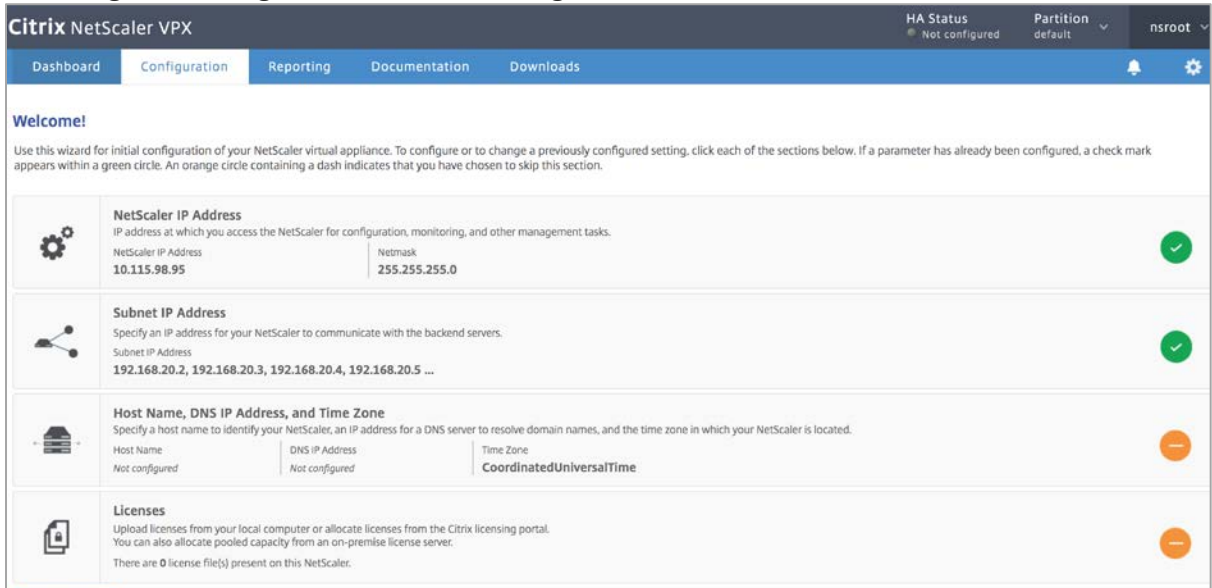 Citrix NetScaler VPX
HA Status
Not configured
Partition
default
nsroot
Dashboard Configuration Reporting Documentation Downloads
Welcome!
Use this wizard for initial configuration of your NetScaler virtual appliance. To configure or to change a previously configured setting, click each of the sections below. If a parameter has already been configured, a check mark
appears within a green circle. An orange circle containing a dash indicates that you have chosen to skip this section.
NetScaler IP Address
IP address at which you access the NetScaler for configuration, monitoring, and other management tasks.
NetScaler IP Address Netmask
10.115.98.95 255.255.255.0
Subnet IP Address
Specify an IP address for your NetScaler to communicate with the backend servers.
Subnet IP Address
192.168.20.2, 192.168.20.3, 192.168.20.4, 192.168.20.5 ...
Host Name, DNS IP Address, and Time Zone
Specify a host name to identify your NetScaler, an IP address for a DNS server to resolve domain names, and the time zone in which your NetScaler is located.
Host Name DNS IP Address Time Zone
Not configured Not configured CoordinatedUniversalTime
Licenses
Upload licenses from your local computer or allocate licenses from the Citrix licensing portal.
You can also allocate pooled capacity from an on-premise license server.
There are 0 license file(s) present on this NetScaler.